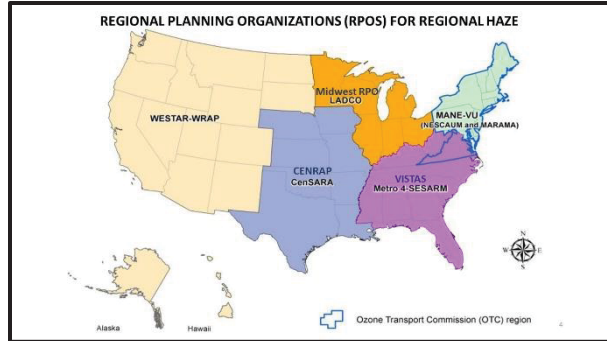 REGIONAL PLANNING ORGANIZATIONS (RPOS) FOR REGIONAL HAZE
Midwest RPO
LADCO
WESTAR-WRAP
MANE-VU
(NESCAUM and MARAMA)
CENRAP
CenSARA
VISTAS
Metro 4-SESARM
N
W
E
S
Alaska
Hawaii
Ozone Transport Commission (OTC) region